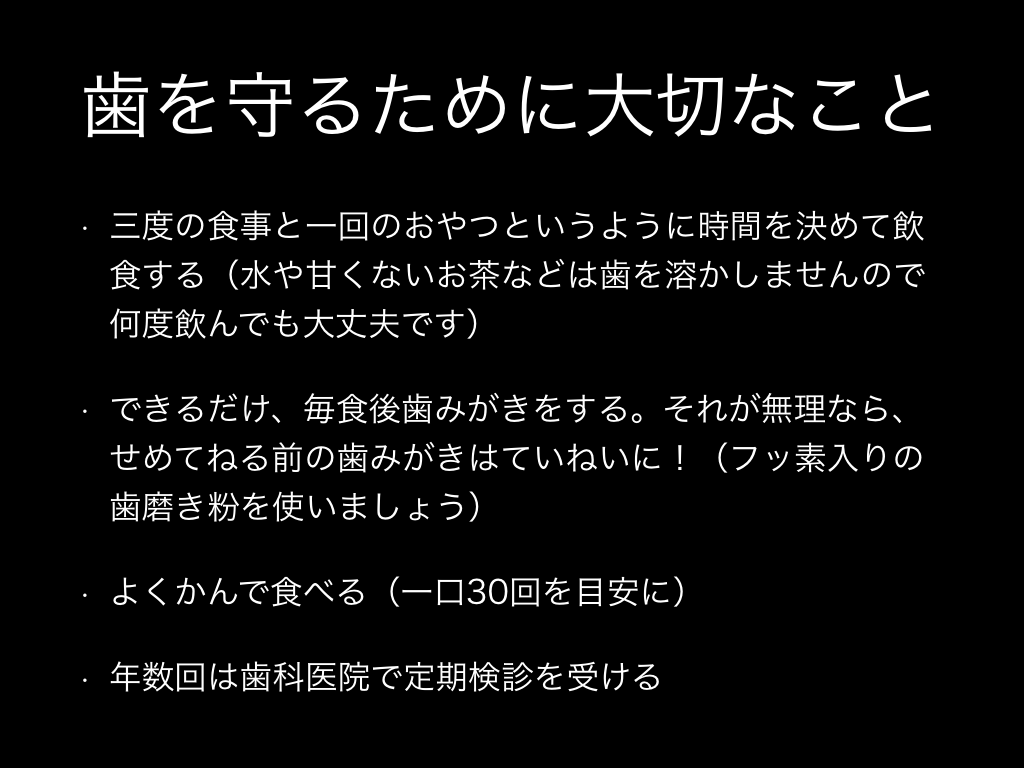 歯を守るために大切なこと
・ 三度の食事と一回のおやつというように時間を決めて飲
食する（水や甘くないお茶などは歯を溶かしませんので
何度飲んでも大丈夫です）
・ できるだけ、毎食後歯みがきをする。それが無理なら、
せめてねる前の歯みがきはていねいに！（フッ素入りの
歯磨き粉を使いましょう）
・ よくかんで食べる（一口30回を目安に）
・ 年数回は歯科医院で定期検診を受ける